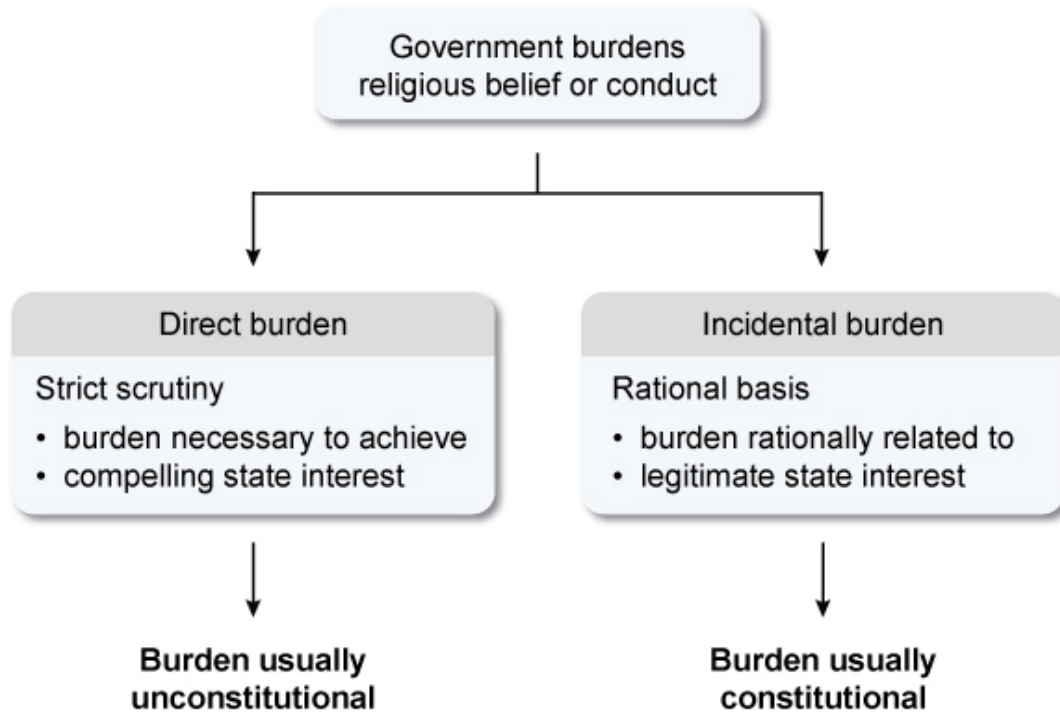 Government burdens
religious belief or conduct
Direct burden
Strict scrutiny
• burden necessary to achieve
• compelling state interest
Burden usually
unconstitutional
Incidental burden
Rational basis
• burden rationally related to
• legitimate state interest
Burden usually
constitutional